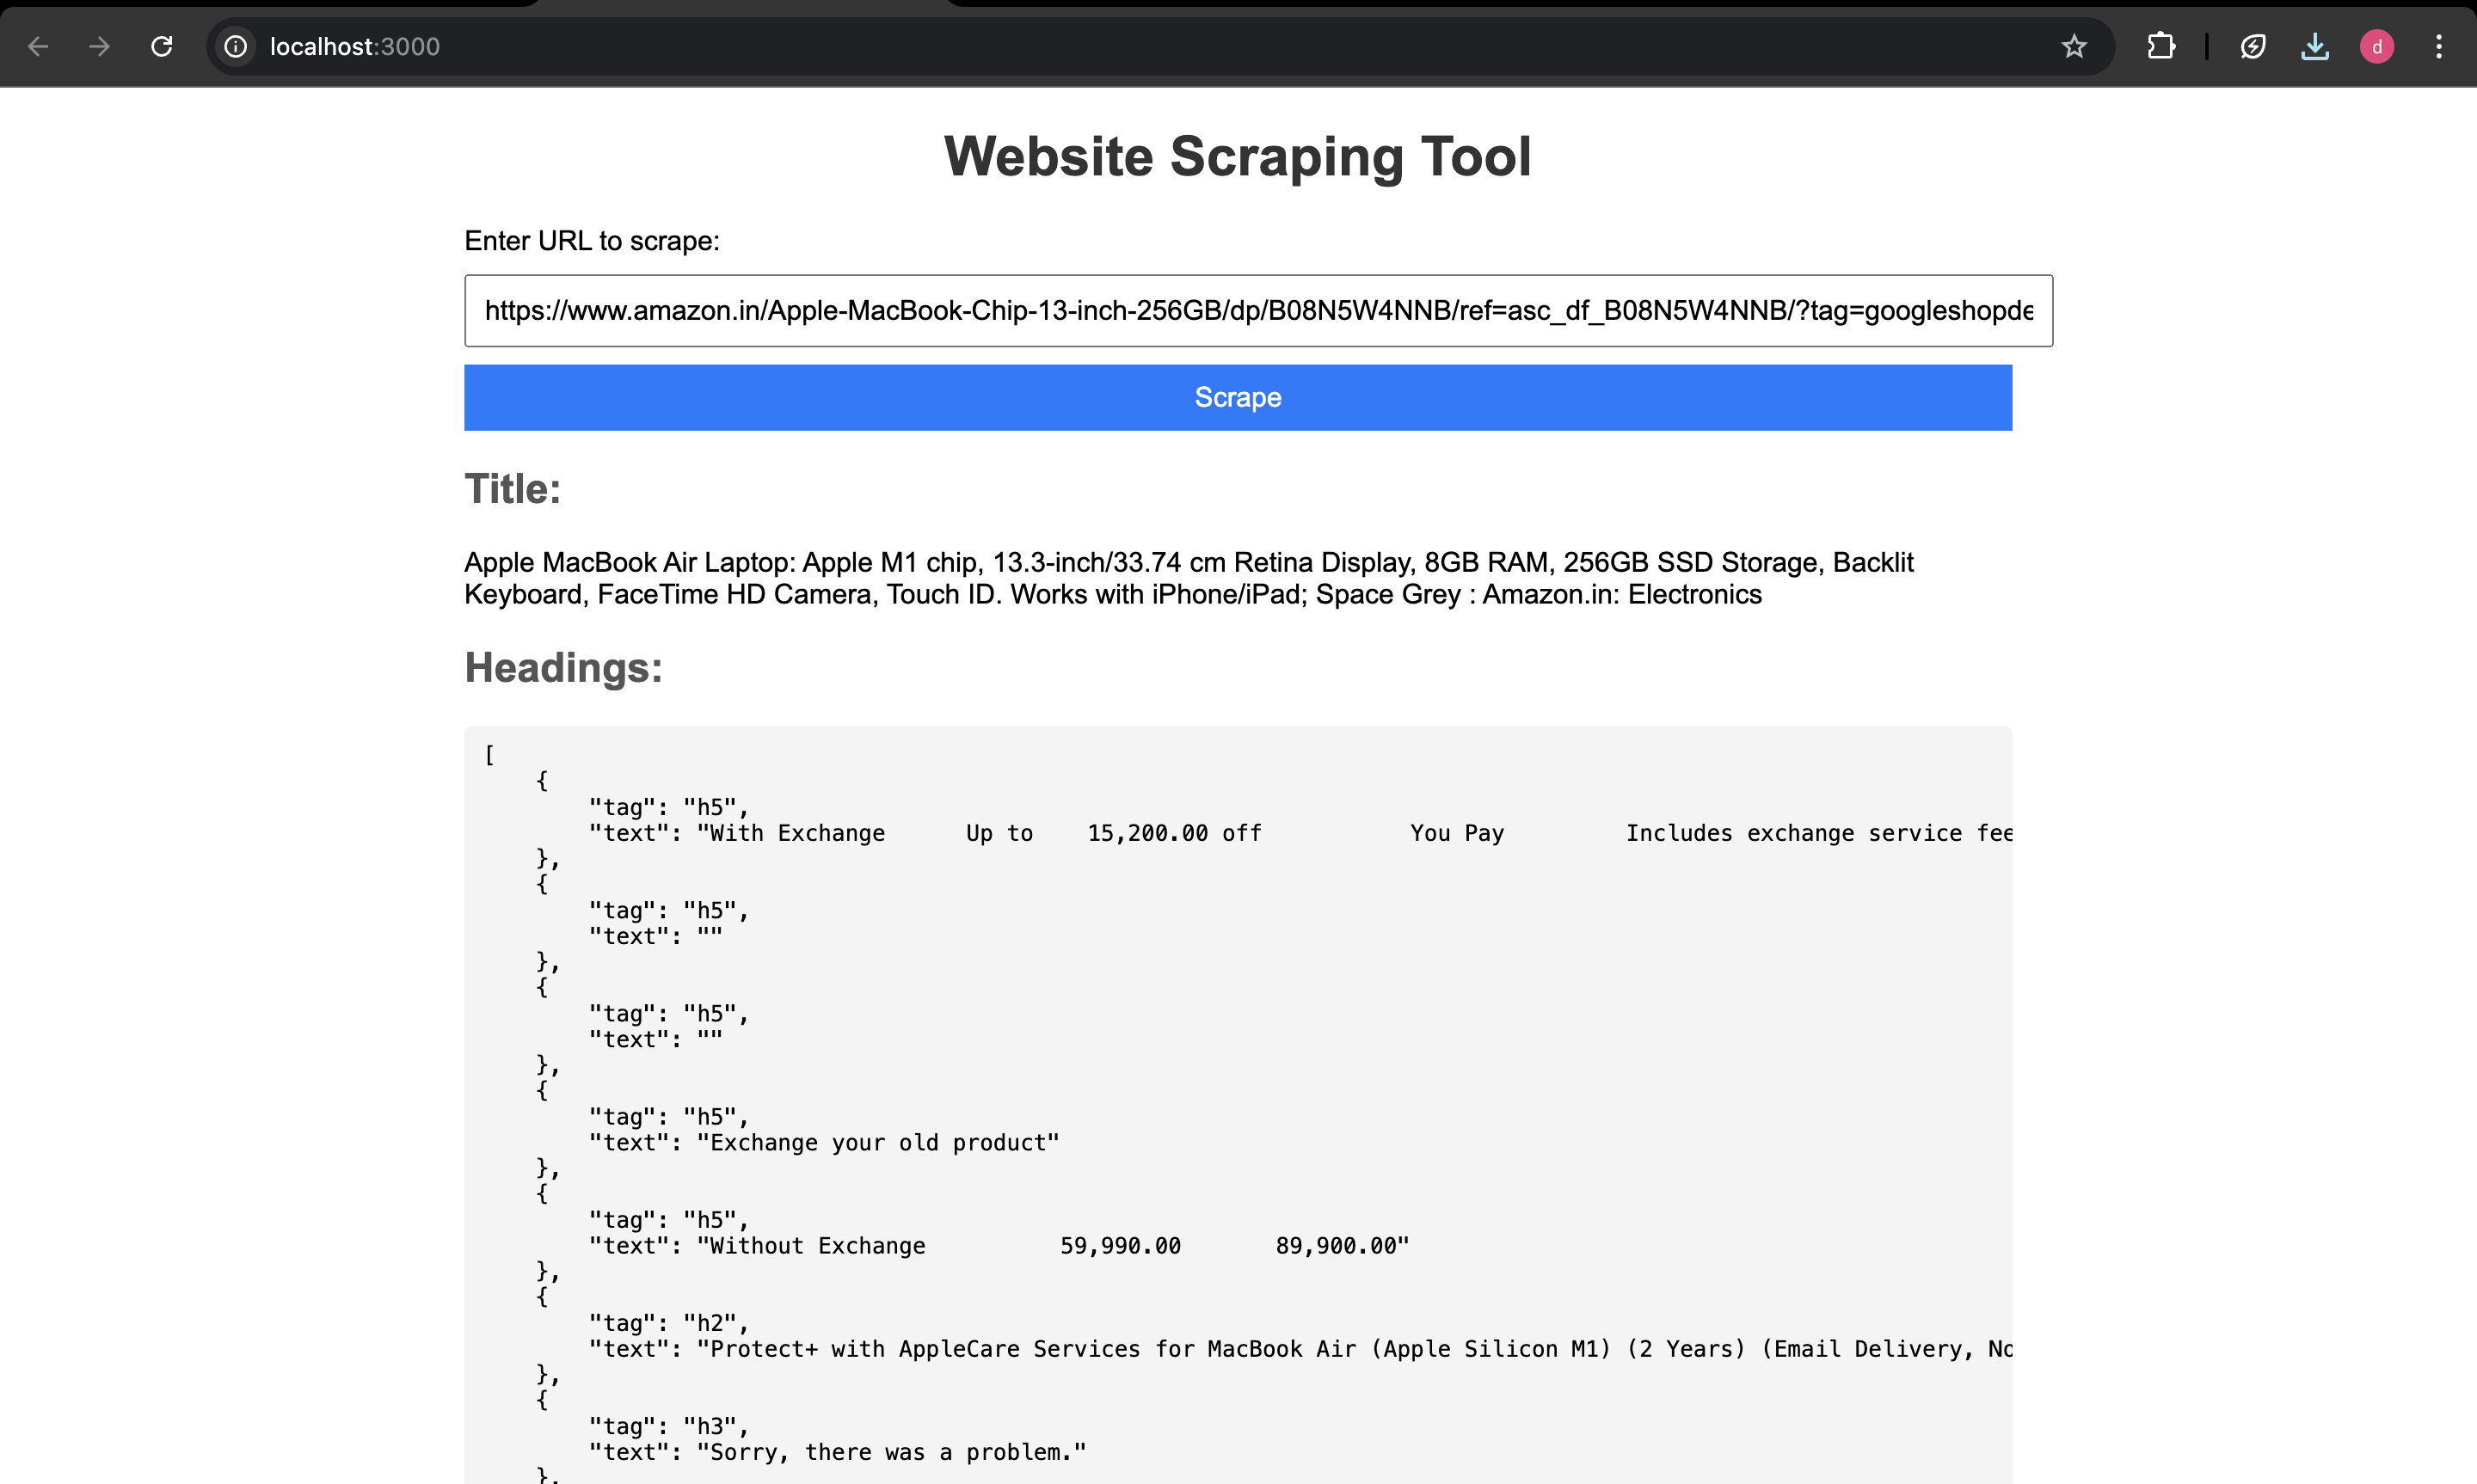 localhost:3000
d
Website Scraping Tool
Enter URL to scrape:
https://www.amazon.in/Apple-MacBook-Chip-13-inch-256GB/dp/B08N5W4NNB/ref=asc_df_B08N5W4NNB/?tag=googleshopde
Scrape
Title:
Apple MacBook Air Laptop: Apple M1 chip, 13.3-inch/33.74 cm Retina Display, 8GB RAM, 256GB SSD Storage, Backlit
Keyboard, FaceTime HD Camera, Touch ID. Works with iPhone/iPad; Space Grey : Amazon.in: Electronics
Headings:
[
    {
        "tag": "h5",
        "text": "With Exchange      Up to    15,200.00 off           You Pay         Includes exchange service fee
    },
    {
        "tag": "h5",
        "text": ""
    },
    {
        "tag": "h5",
        "text": ""
    },
    {
        "tag": "h5",
        "text": "Exchange your old product"
    },
    {
        "tag": "h5",
        "text": "Without Exchange          59,990.00       89,900.00"
    },
    {
        "tag": "h2",
        "text": "Protect+ with AppleCare Services for MacBook Air (Apple Silicon M1) (2 Years) (Email Delivery, No
    },
    {
        "tag": "h3",
        "text": "Sorry, there was a problem."
    },